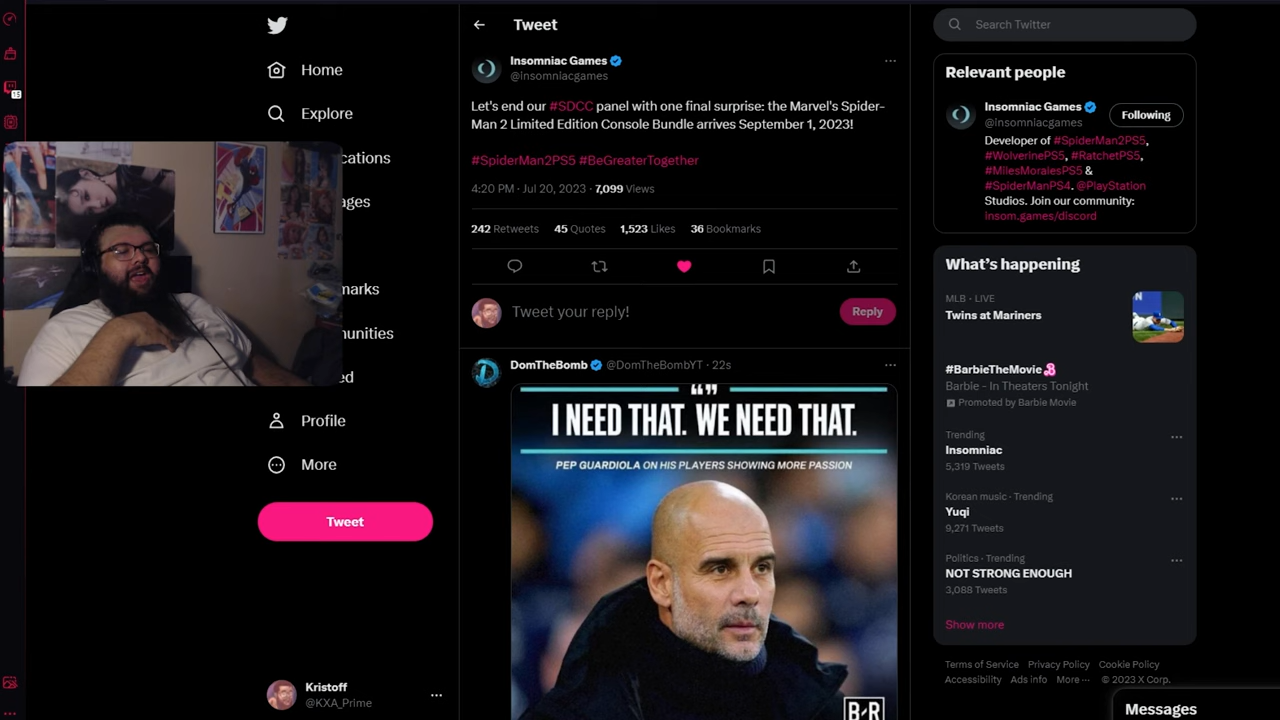 15
Home
Explore
cations
ages
marks
unities
ed
Profile
More
Tweet
Kristoff
@KXA_Prime
Tweet
Insomniac Games
@insomniacgames
Let's end our #SDCC panel with one final surprise: the Marvel's Spider-
Man 2 Limited Edition Console Bundle arrives September 1, 2023!
#SpiderMan2PS5 #BeGreaterTogether
4:20 PM · Jul 20, 2023 · 7,099 Views
242 Retweets 45 Quotes 1,523 Likes 36 Bookmarks
Tweet your reply!
Reply
DomTheBomb @DomTheBombYT · 22s
I NEED THAT. WE NEED THAT.
PEP GUARDIOLA ON HIS PLAYERS SHOWING MORE PASSION
B/R
Search Twitter
Relevant people
Insomniac Games
@insomniacgames
Following
Developer of #SpiderMan2PS5,
#WolverinePS5, #RatchetPS5,
#MilesMoralesPS5 &
#SpiderManPS4. @PlayStation
Studios. Join our community:
insom.games/discord
What's happening
MLB · LIVE
Twins at Mariners
#BarbieTheMovie
Barbie - In Theaters Tonight
Promoted by Barbie Movie
Trending
Insomniac
5,319 Tweets
Korean music · Trending
Yuqi
9,271 Tweets
Politics · Trending
NOT STRONG ENOUGH
3,088 Tweets
Show more
Terms of Service Privacy Policy Cookie Policy
Accessibility Ads info More ··· © 2023 X Corp.
Messages